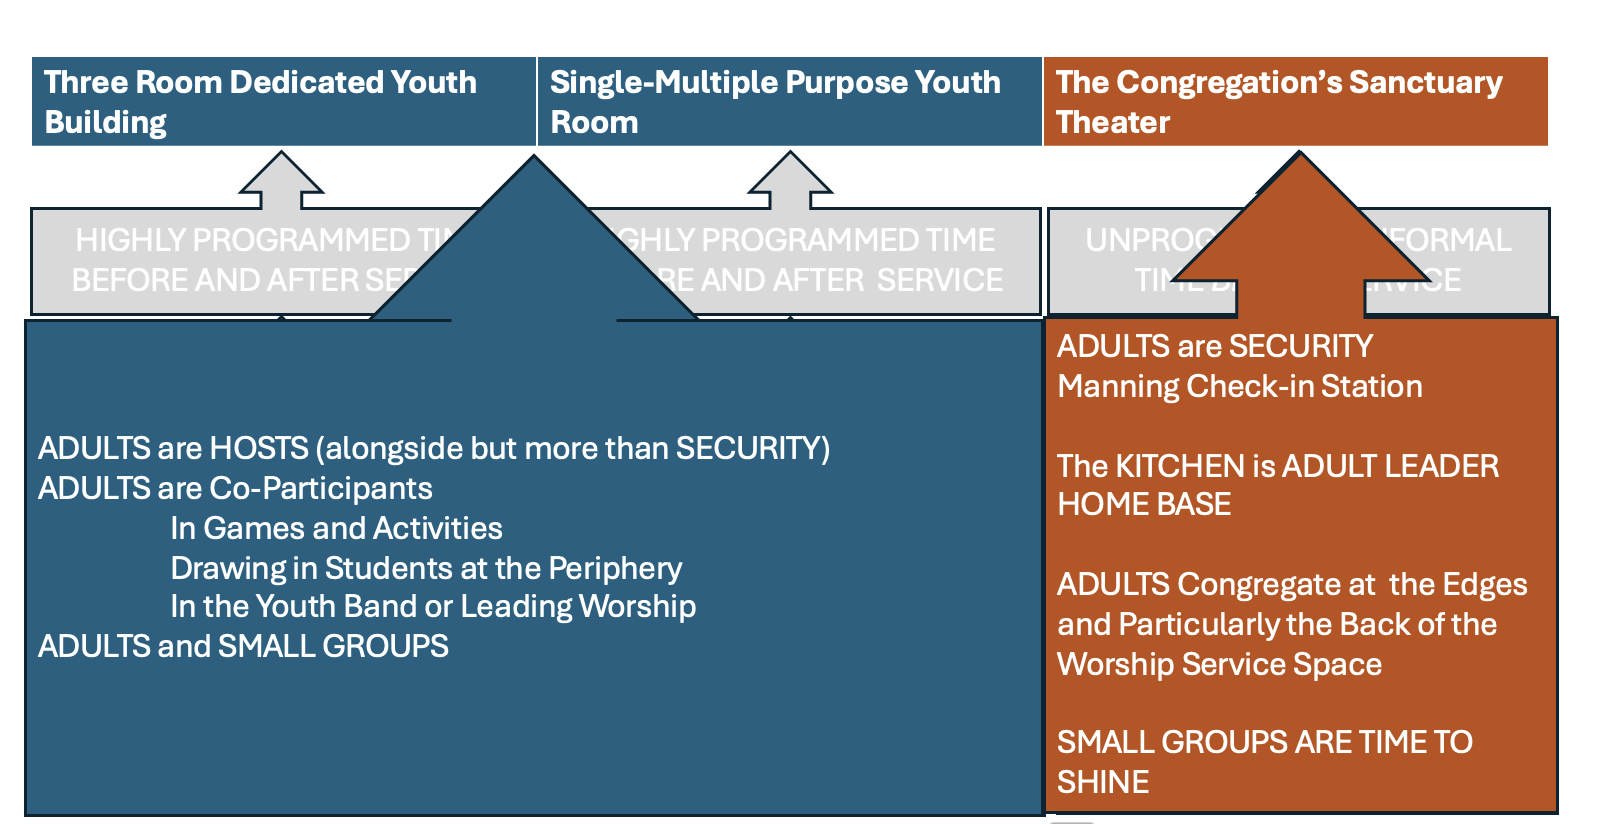 Three Room Dedicated Youth
Building
Single-Multiple Purpose Youth
Room
The Congregation’s Sanctuary
Theater
HIGHLY PROGRAMMED
BEFORE AND AFTER
PROGRAMMED TIME
AND AFTER  SERVICE
ADULTS are HOSTS (alongside but more than SECURITY)
ADULTS are Co-Participants
In Games and Activities
Drawing in Students at the Periphery
In the Youth Band or Leading Worship
ADULTS and SMALL GROUPS
ADULTS are SECURITY
Manning Check-in Station
The KITCHEN is ADULT LEADER
HOME BASE
ADULTS Congregate at  the Edges
and Particularly the Back of the
Worship Service Space
SMALL GROUPS ARE TIME TO
SHINE